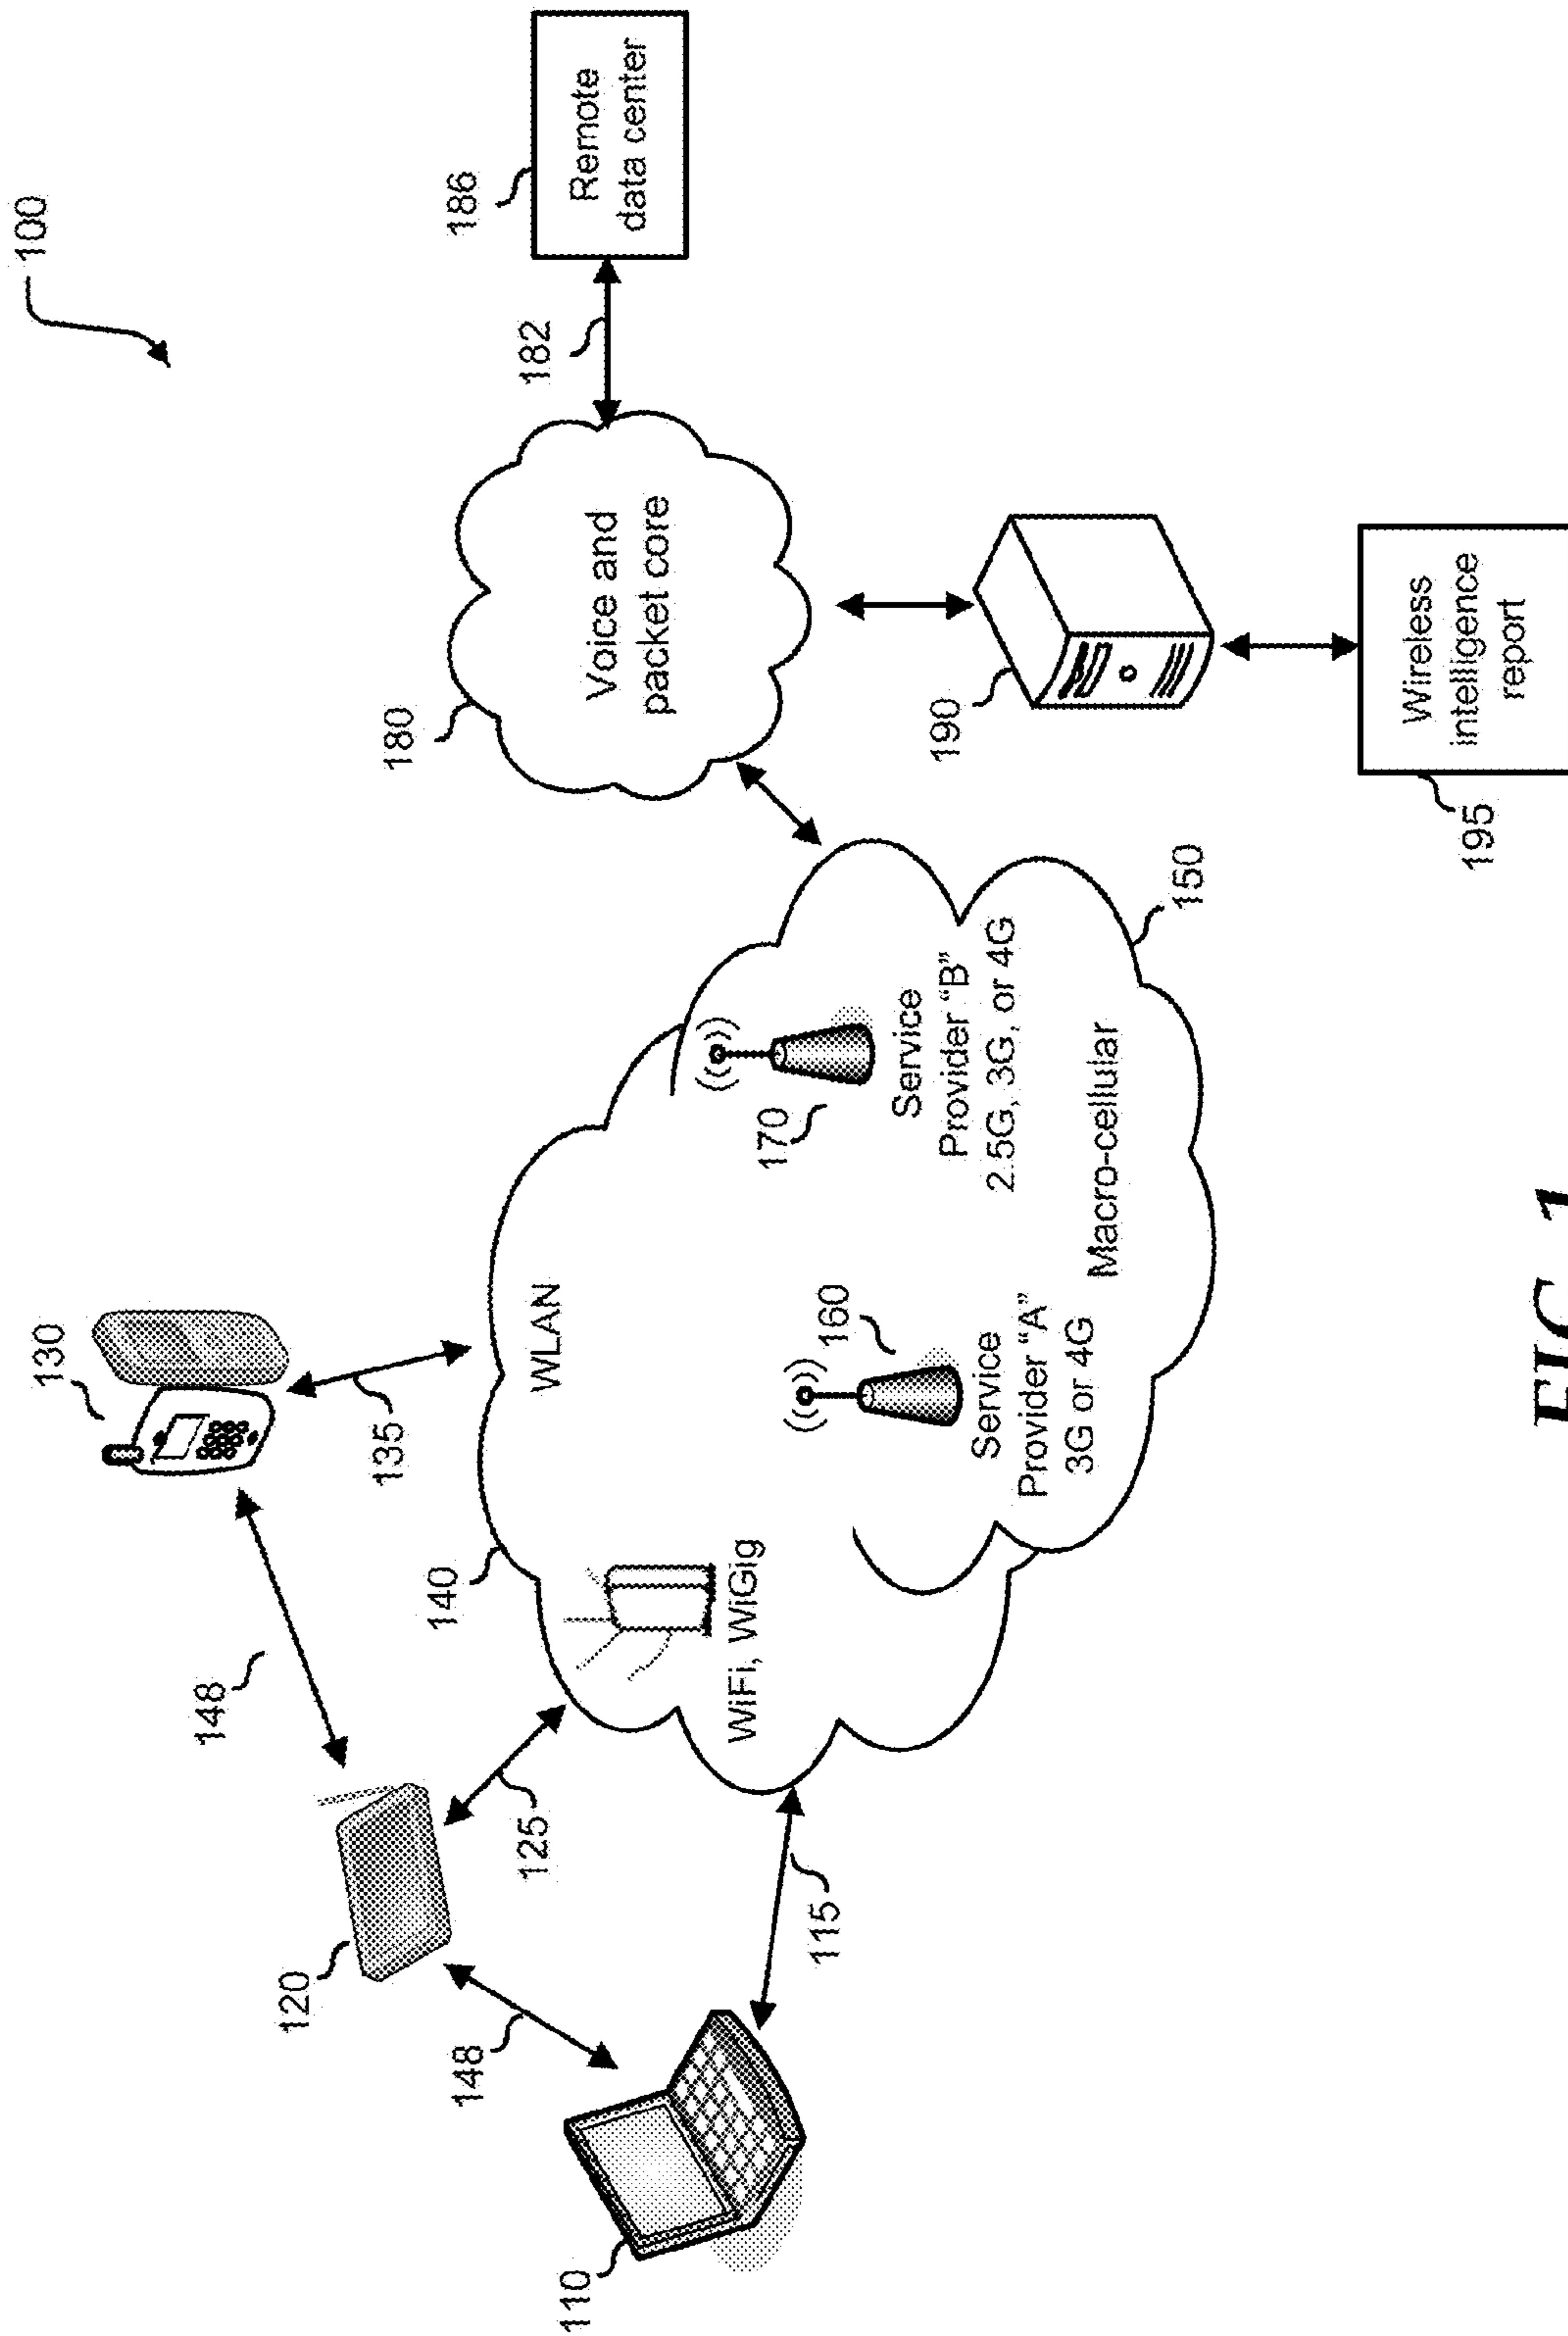 100
130
135
148
120
125
148
110
115
140
WLAN
WiFi, WiGig
160
Service
Provider "A"
3G or 4G
170
Service
Provider "B"
2.5G, 3G, or 4G
Macro-cellular
150
180
Voice and
packet core
182
186
Remote
data center
190
195
Wireless
intelligence
report
FIG. 1